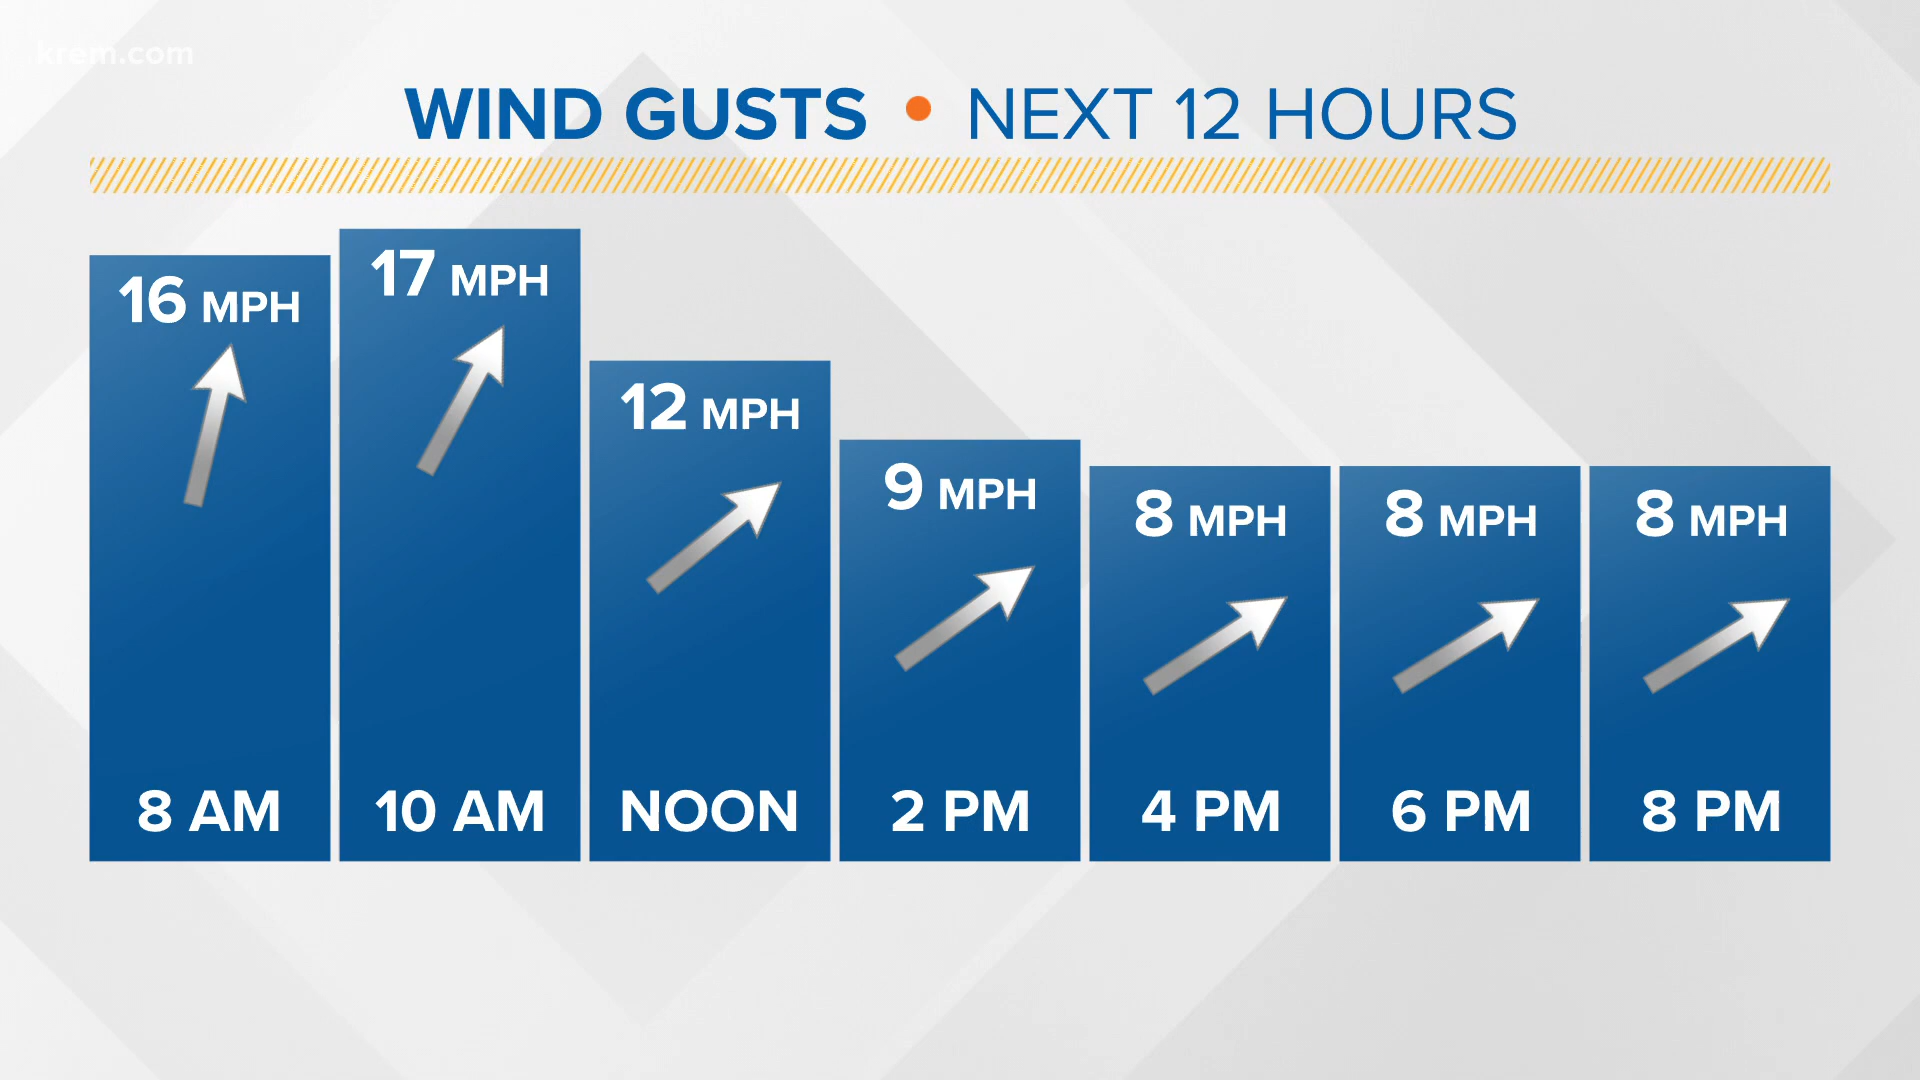 krem.com
WIND GUSTS • NEXT 12 HOURS
16 MPH
17 MPH
12 MPH
9 MPH
8 MPH
8 MPH
8 MPH
8 AM
10 AM
NOON
2 PM
4 PM
6 PM
8 PM